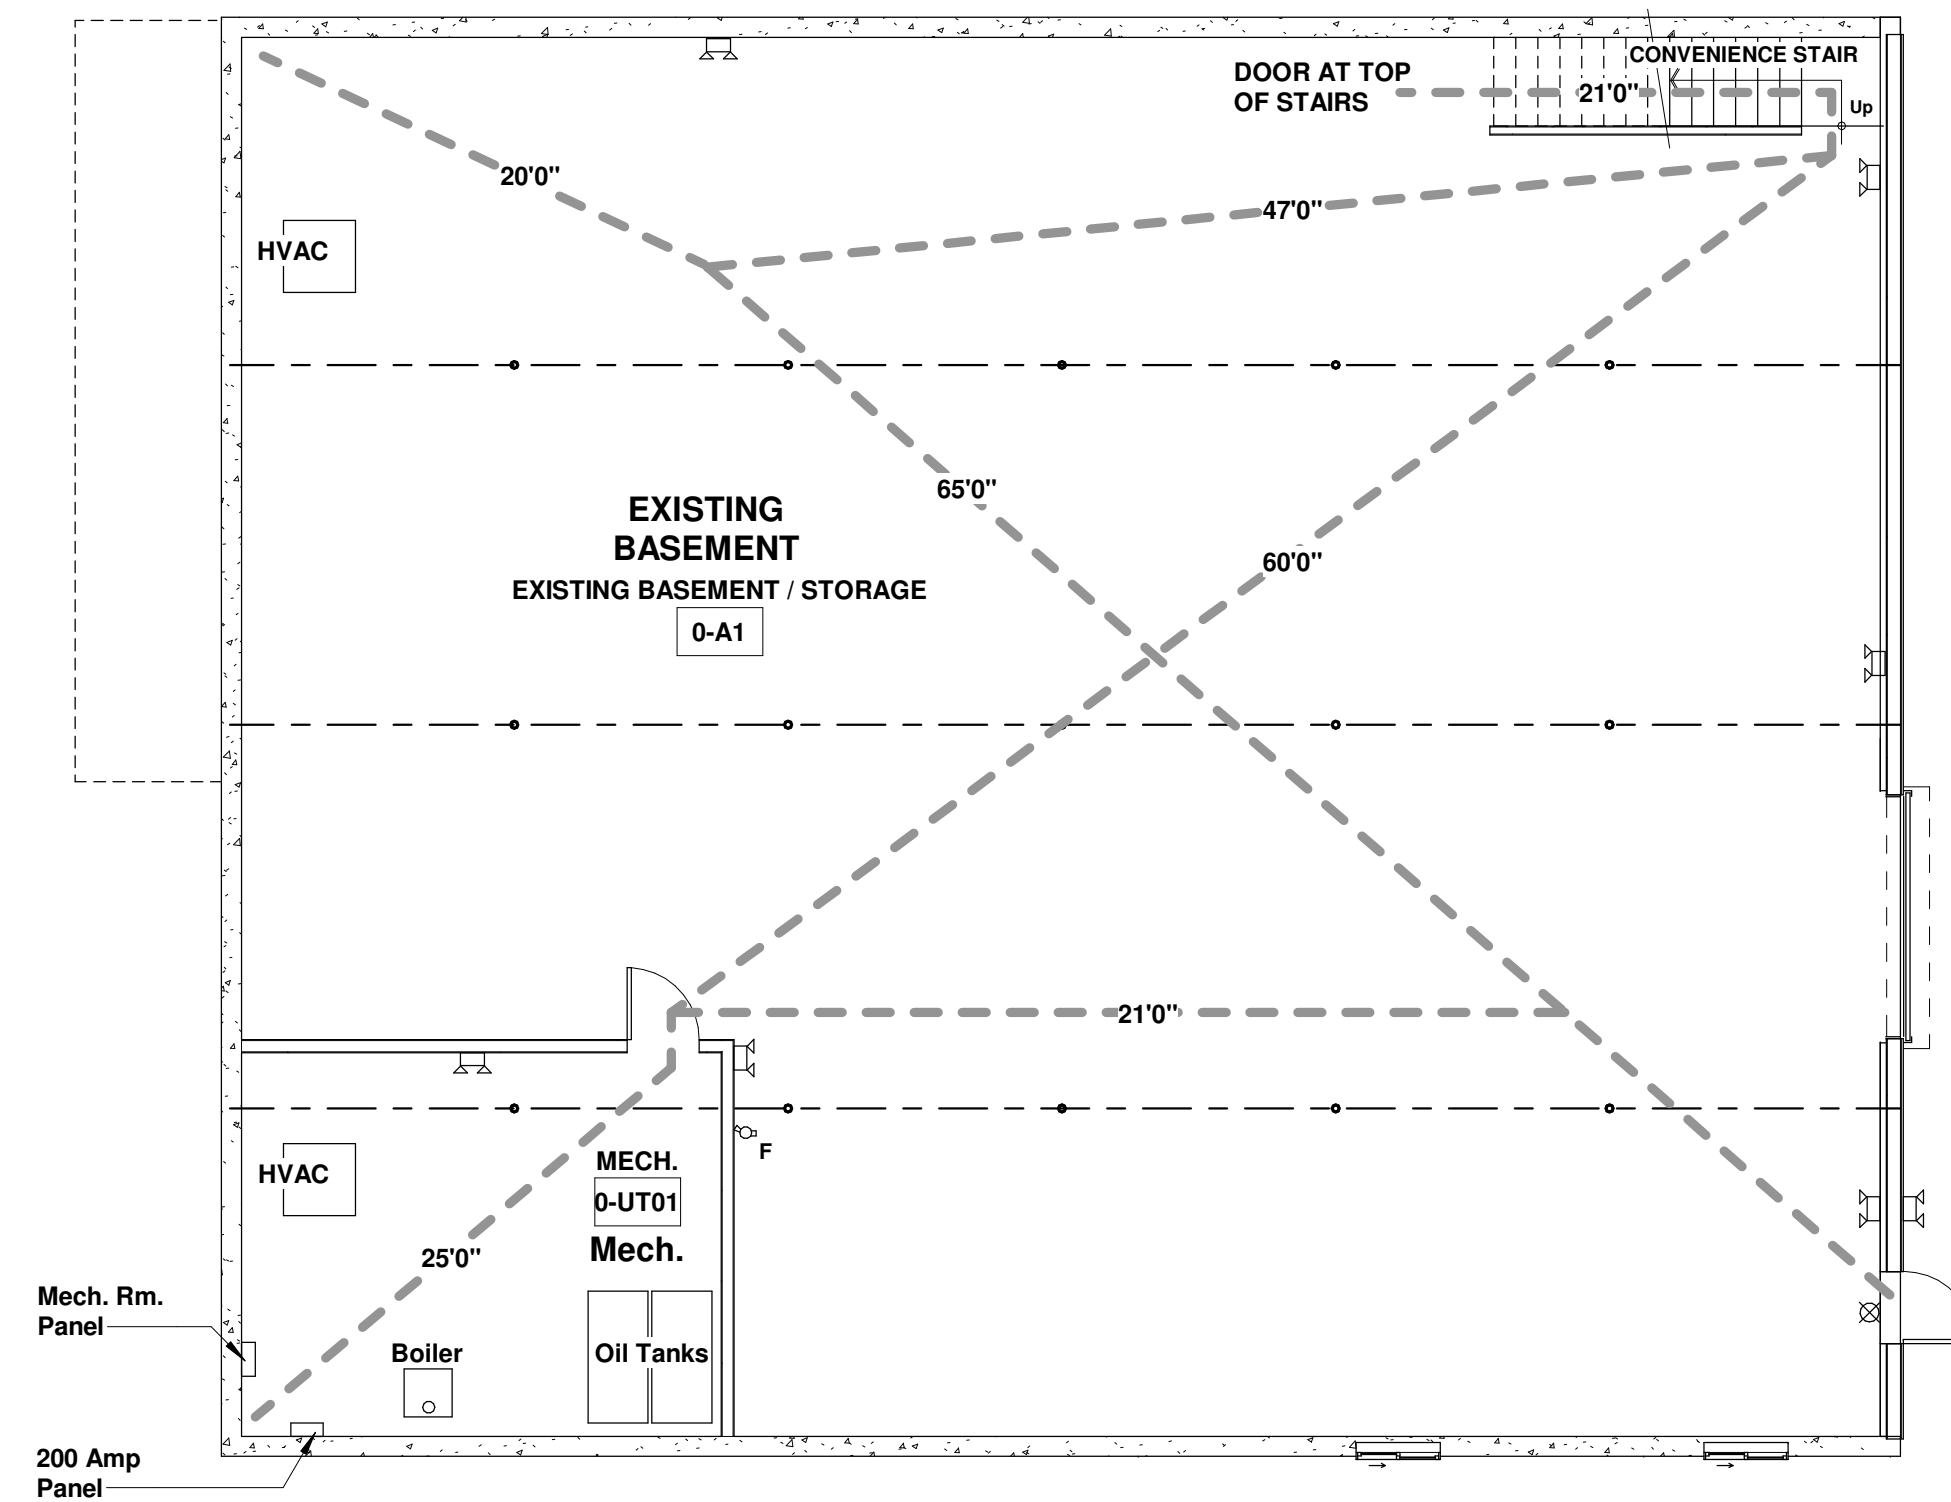 CONVENIENCE STAIR
DOOR AT TOP
OF STAIRS
21'0"
Up
20'0"
47'0"
HVAC
65'0"
EXISTING
BASEMENT
EXISTING BASEMENT / STORAGE
0-A1
60'0"
21'0"
F
MECH.
0-UT01
Mech.
HVAC
25'0"
Mech. Rm.
Panel
Boiler
Oil Tanks
200 Amp
Panel